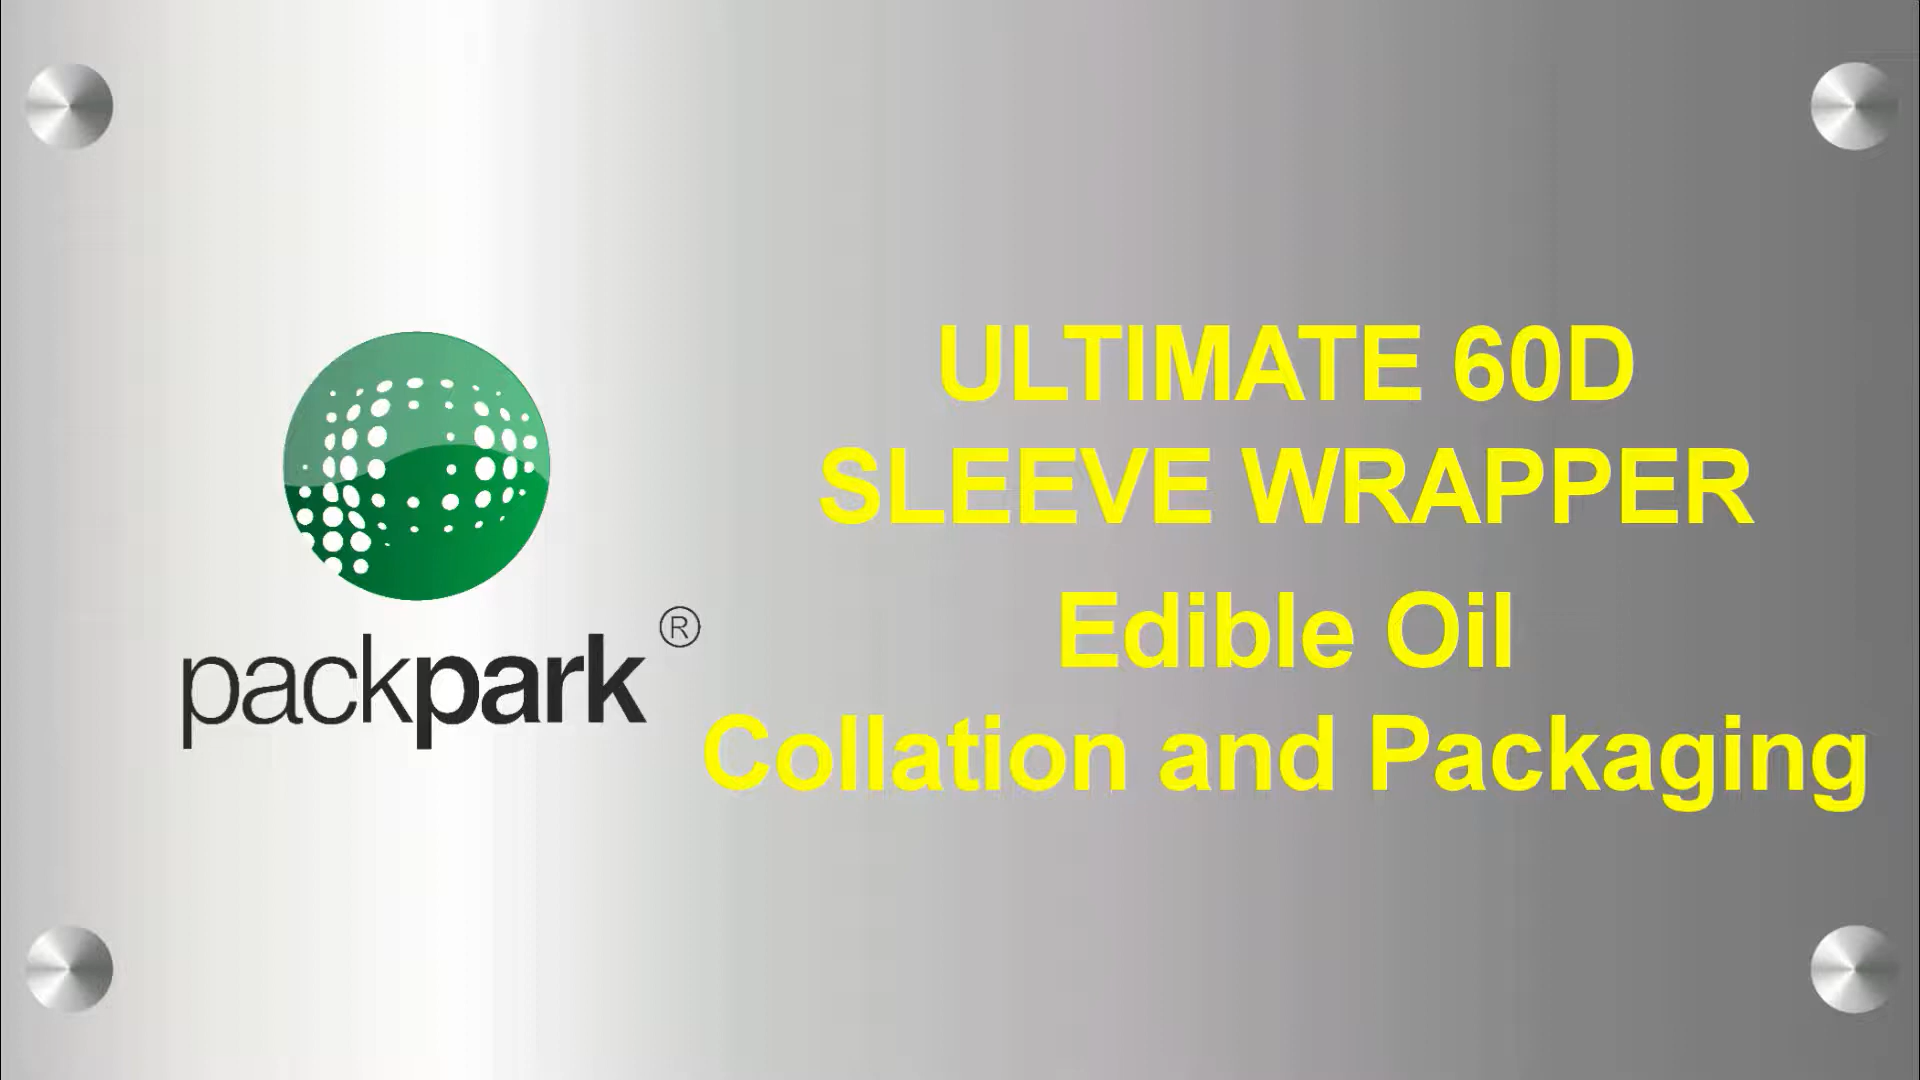 packpark®
ULTIMATE 60D
SLEEVE WRAPPER
Edible Oil
Collation and Packaging